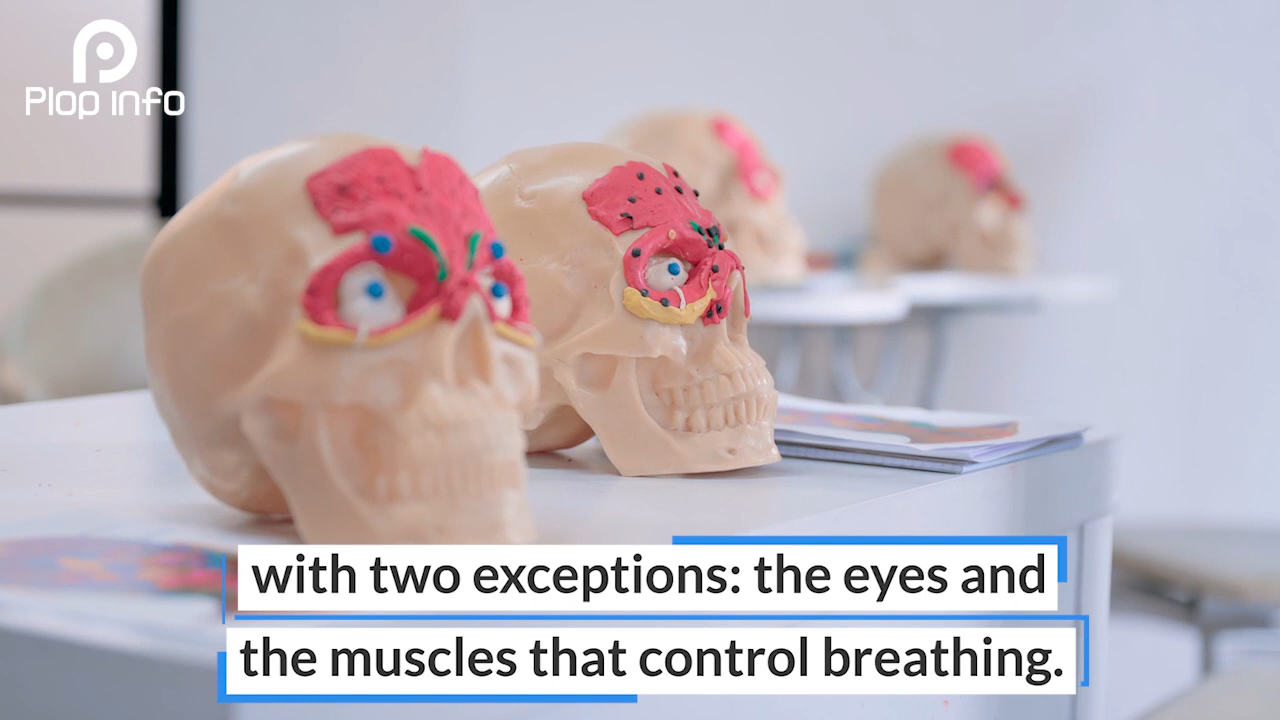 Plop info
with two exceptions: the eyes and
the muscles that control breathing.